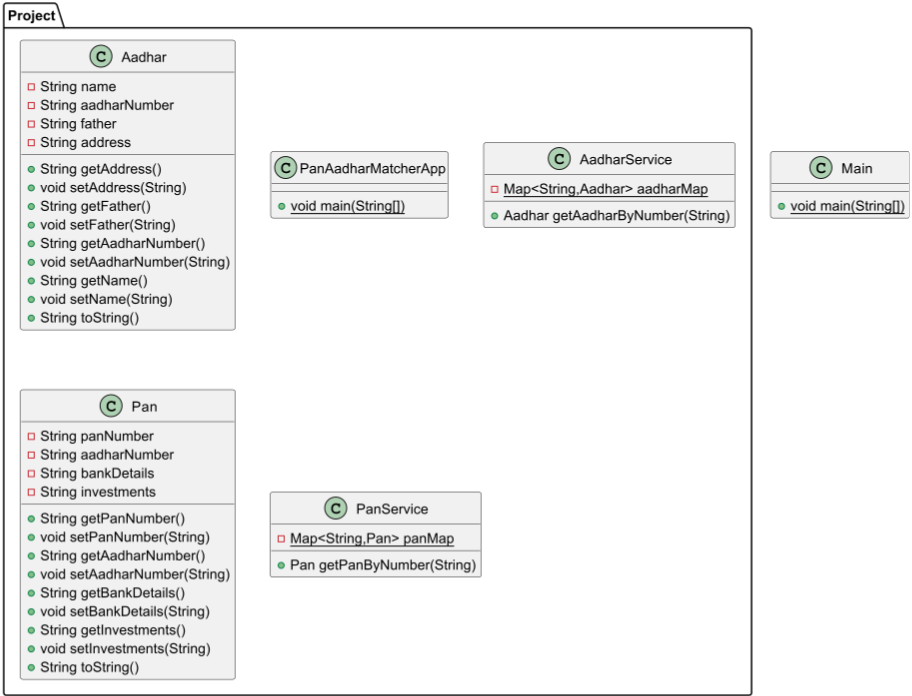 Project
C Aadhar
String name
String aadharNumber
String father
String address
String getAddress()
void setAddress(String)
String getFather()
void setFather(String)
String getAadharNumber()
void setAadharNumber(String)
String getName()
void setName(String)
String toString()
C PanAadharMatcherApp
void main(String[])
C AadharService
Map<String,Aadhar> aadharMap
Aadhar getAadharByNumber(String)
C Main
void main(String[])
C Pan
String panNumber
String aadharNumber
String bankDetails
String investments
String getPanNumber()
void setPanNumber(String)
String getAadharNumber()
void setAadharNumber(String)
String getBankDetails()
void setBankDetails(String)
String getInvestments()
void setInvestments(String)
String toString()
C PanService
Map<String,Pan> panMap
Pan getPanByNumber(String)